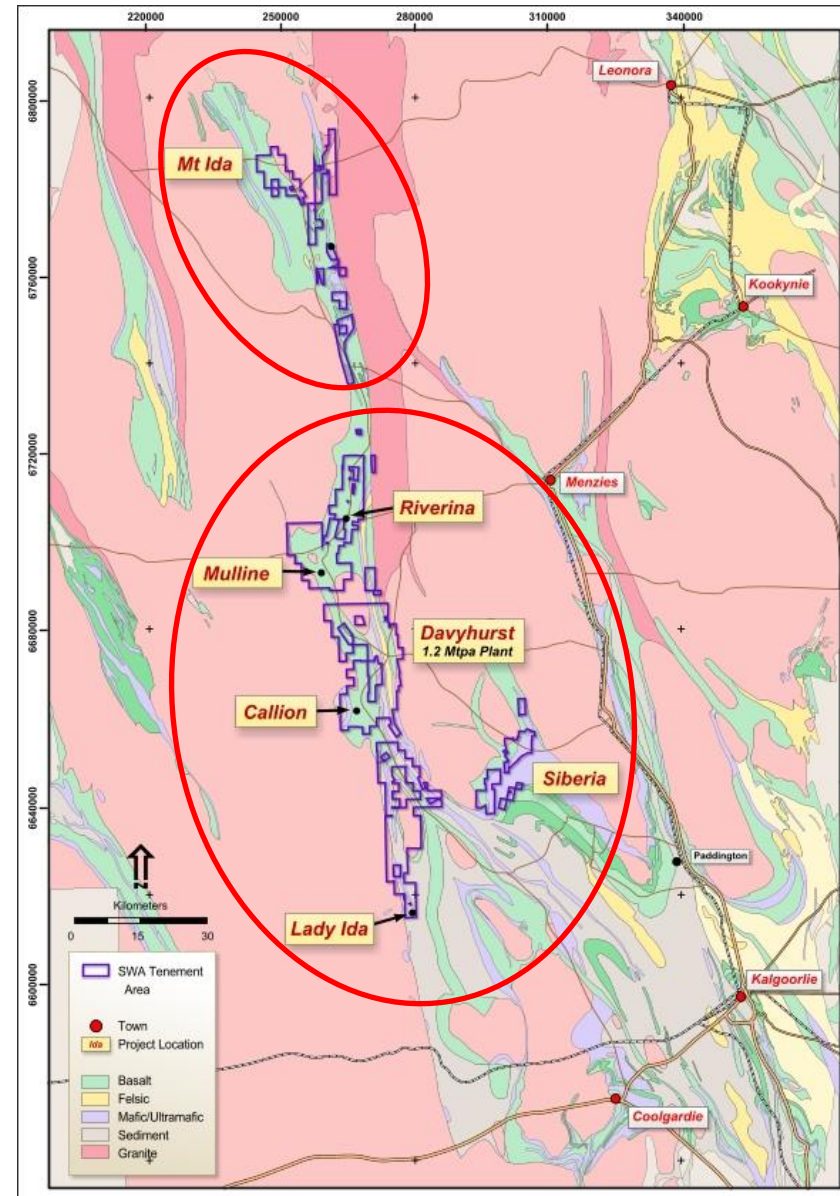 220000
250000
280000
310000
340000
6800000
6760000
6720000
6680000
6640000
6600000
Leonora
Mt Ida
Kookynie
Menzies
Riverina
Mulline
Davyhurst
1.2 Mtpa Plant
Callion
Siberia
Paddington
Lady Ida
Kalgoorlie
Coolgardie
N
Kilometers
0 15 30
SWA Tenement
Area
Town
Ida Project Location
Basalt
Felsic
Mafic/Ultramafic
Sediment
Granite